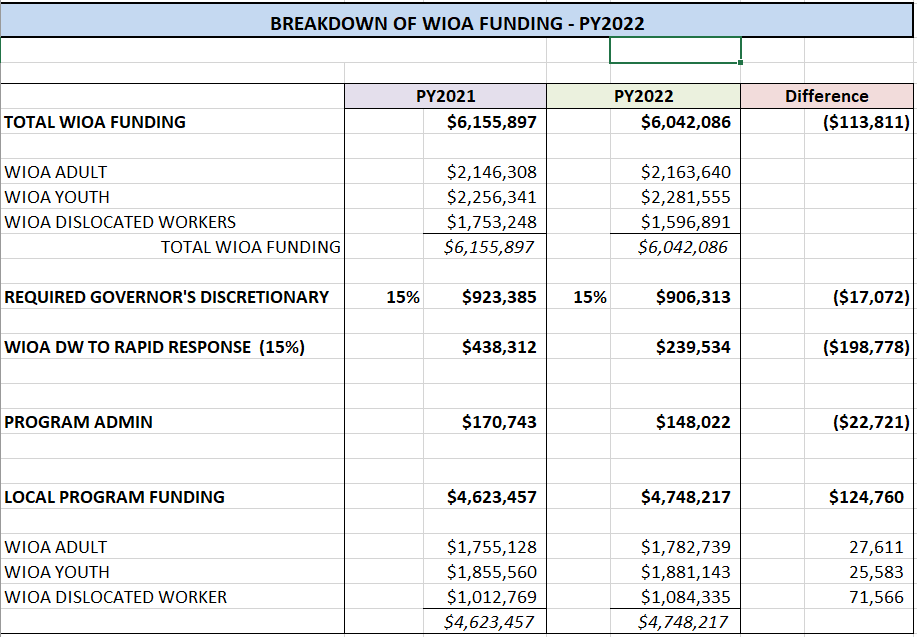 BREAKDOWN OF WIOA FUNDING - PY2022
PY2021 PY2022 Difference
TOTAL WIOA FUNDING $6,155,897 $6,042,086 ($113,811)
WIOA ADULT $2,146,308 $2,163,640
WIOA YOUTH $2,256,341 $2,281,555
WIOA DISLOCATED WORKERS $1,753,248 $1,596,891
TOTAL WIOA FUNDING $6,155,897 $6,042,086
REQUIRED GOVERNOR'S DISCRETIONARY 15% $923,385 15% $906,313 ($17,072)
WIOA DW TO RAPID RESPONSE (15%) $438,312 $239,534 ($198,778)
PROGRAM ADMIN $170,743 $148,022 ($22,721)
LOCAL PROGRAM FUNDING $4,623,457 $4,748,217 $124,760
WIOA ADULT $1,755,128 $1,782,739 27,611
WIOA YOUTH $1,855,560 $1,881,143 25,583
WIOA DISLOCATED WORKER $1,012,769 $1,084,335 71,566
$4,623,457 $4,748,217